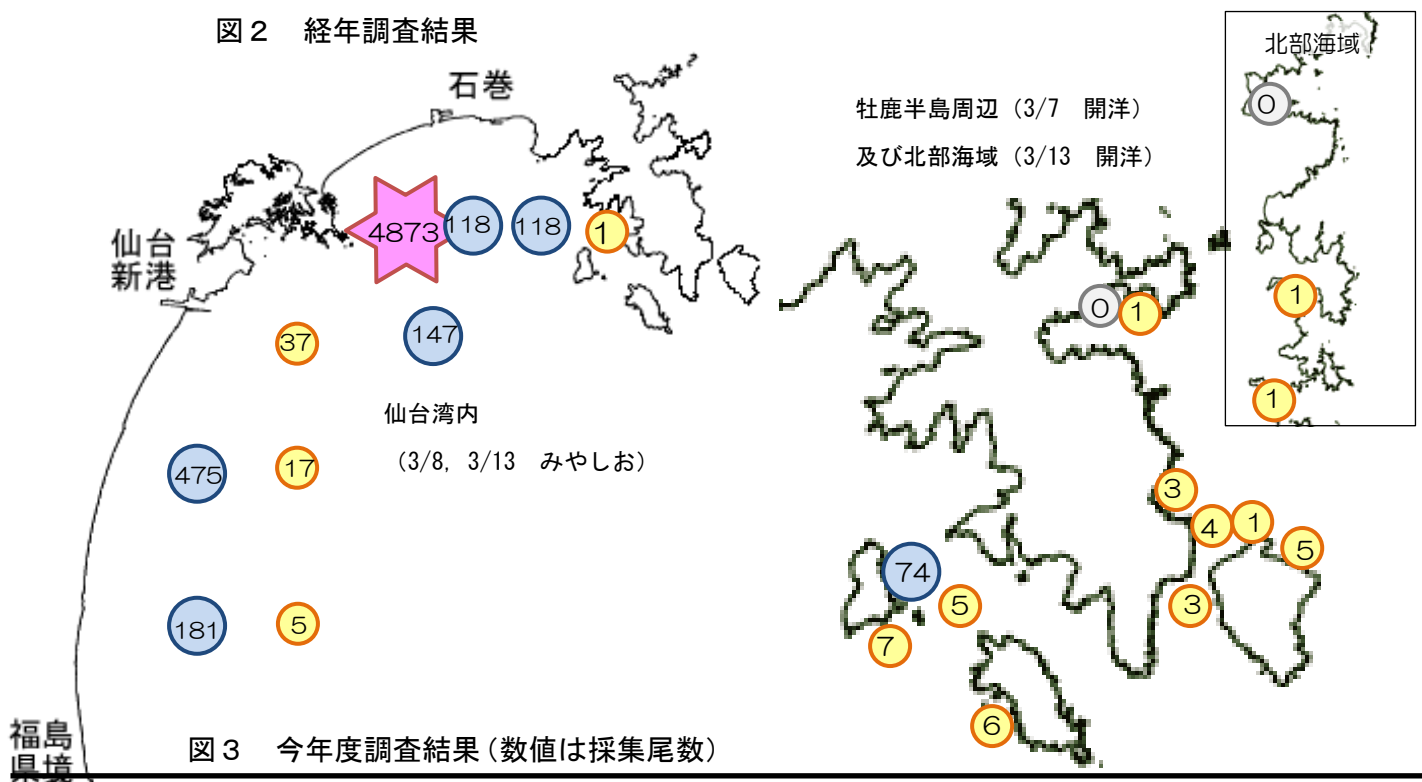 図２　経年調査結果
石巻
仙台
新港
4873
118
118
1
37
147
仙台湾内
（3/8, 3/13　みやしお）
475
17
181
5
福島
県境
図３　今年度調査結果（数値は採集尾数）
牡鹿半島周辺（3/7　開洋）
及び北部海域（3/13　開洋）
北部海域
0
1
1
0
1
3
4
1
5
3
74
5
7
6